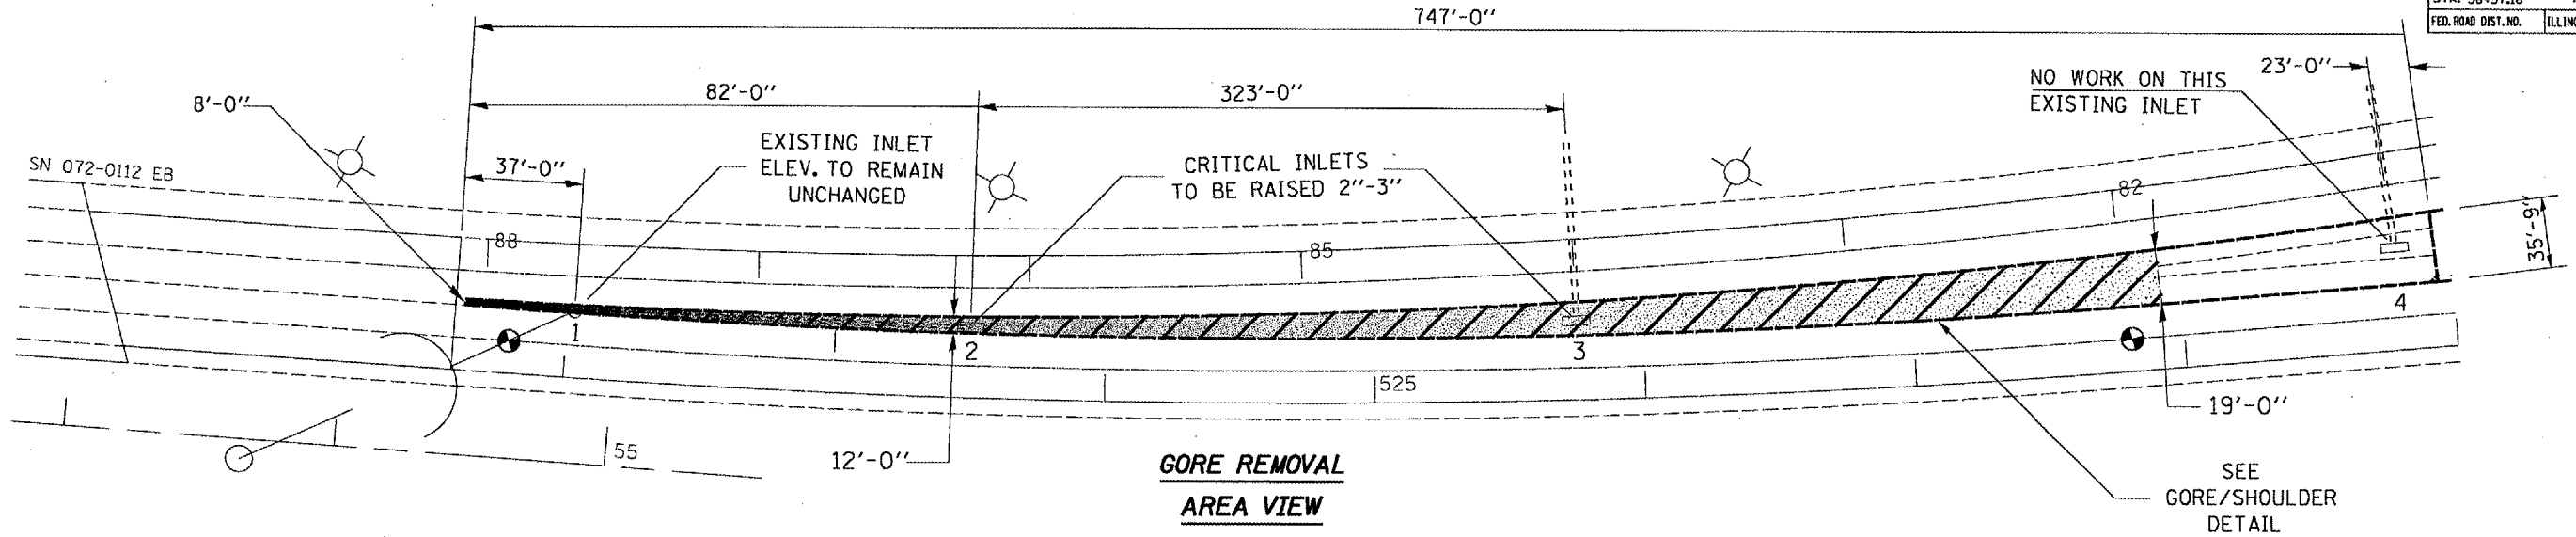 747'-0"
FED. ROAD DIST. NO.
8'-0"
82'-0"
323'-0"
NO WORK ON THIS
EXISTING INLET
23'-0"
SN 072-0112 EB
37'-0"
EXISTING INLET
ELEV. TO REMAIN
UNCHANGED
CRITICAL INLETS
TO BE RAISED 2"-3"
88
85
82
35'-9"
1
2
3
4
525
55
12'-0"
19'-0"
GORE REMOVAL
AREA VIEW
SEE
GORE/SHOULDER
DETAIL